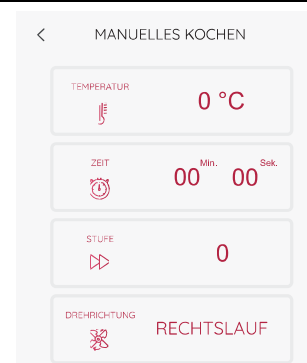 MANUELLES KOCHEN
TEMPERATUR
0 °C
ZEIT
00 Min. 00 Sek.
STUFE
0
DREHRICHTUNG
RECHTSLAUF